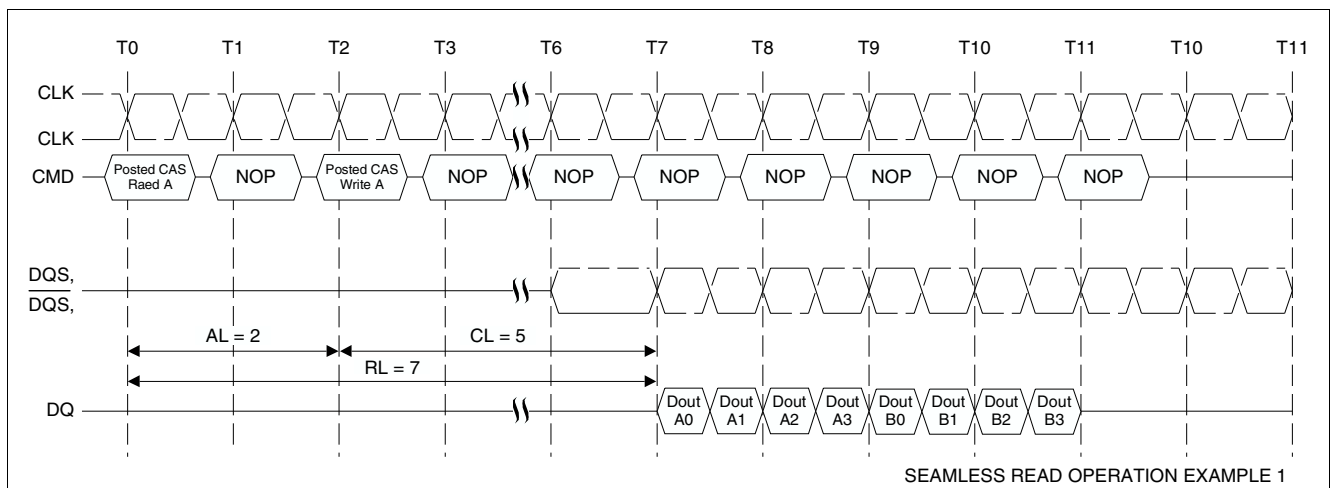 T0 T1 T2 T3 T6 T7 T8 T9 T10 T11 T10 T11
CLK
CLK
CMD
Posted CAS
Raed A
NOP
Posted CAS
Write A
NOP
NOP
NOP
NOP
NOP
NOP
NOP
DQS,
DQS,
AL = 2
CL = 5
RL = 7
DQ
Dout
A0
Dout
A1
Dout
A2
Dout
A3
Dout
B0
Dout
B1
Dout
B2
Dout
B3
SEAMLESS READ OPERATION EXAMPLE 1